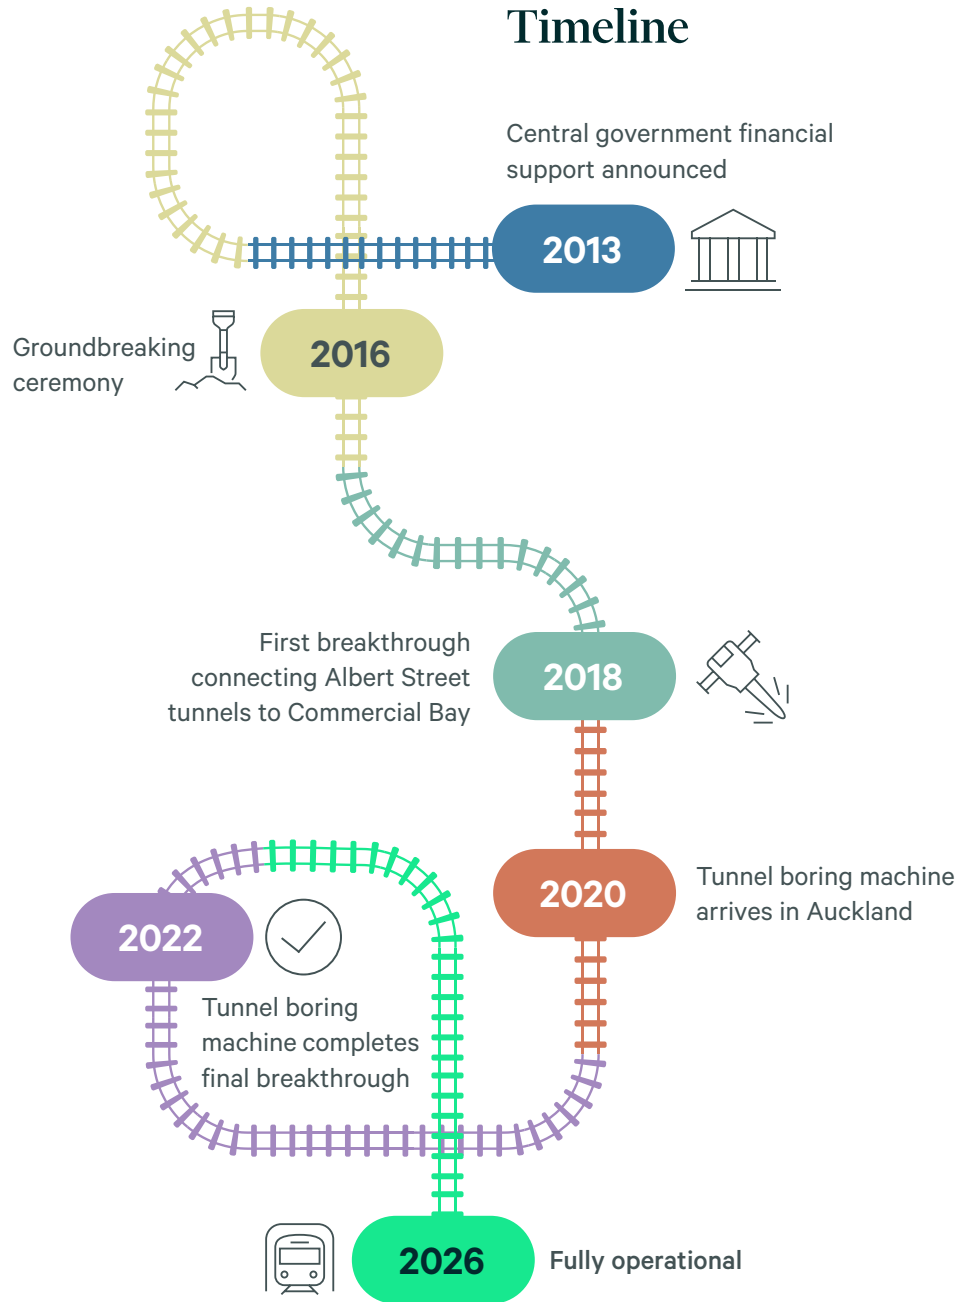 Timeline
Central government financial
support announced
2013
Groundbreaking
ceremony
2016
First breakthrough
connecting Albert Street
tunnels to Commercial Bay
2018
2020
Tunnel boring machine
arrives in Auckland
2022
Tunnel boring
machine completes
final breakthrough
2026
Fully operational